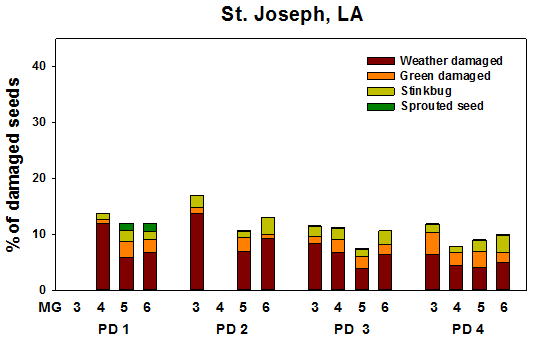 St. Joseph, LA
% of damaged seeds
40
30
20
10
0
Weather damaged
Green damaged
Stinkbug
Sprouted seed
MG 3 4 5 6 3 4 5 6 3 4 5 6 3 4 5 6
PD 1 PD 2 PD 3 PD 4